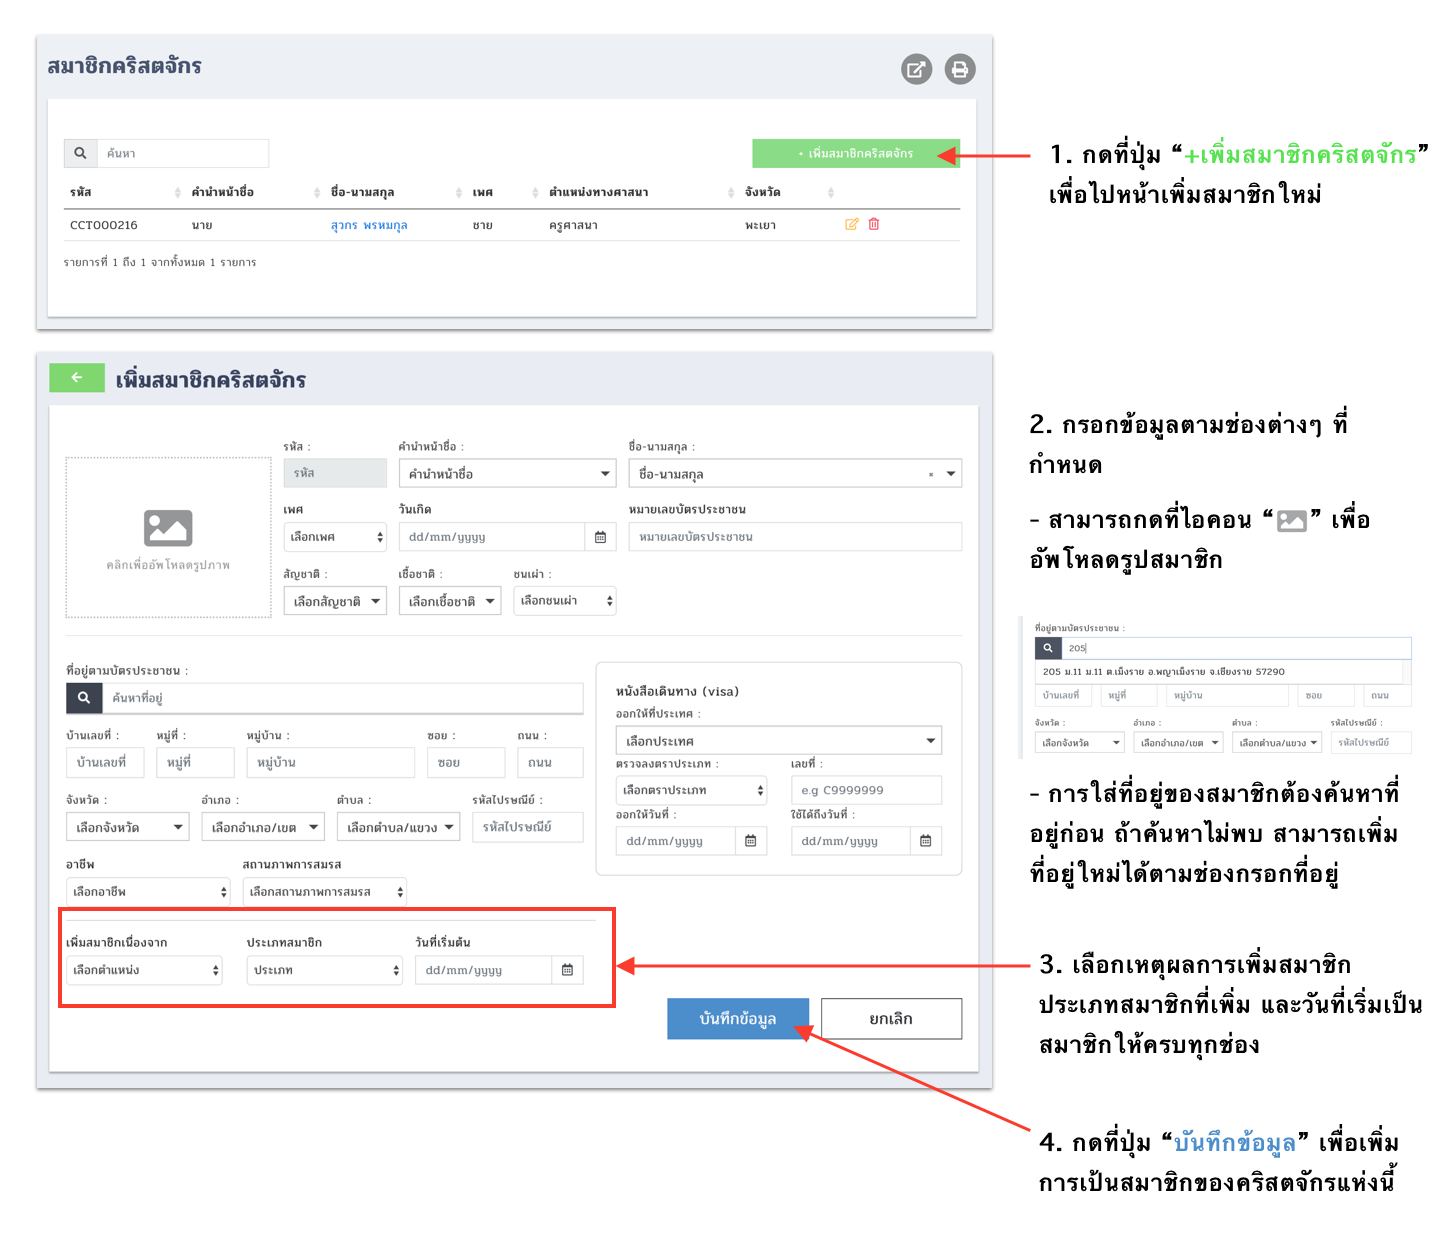 สมาชิกคริสตจักร
ค้นหา
+ เพิ่มสมาชิกคริสตจักร
รหัส คำนำหน้าชื่อ ชื่อ-นามสกุล เพศ ตำแหน่งทางศาสนา จังหวัด
CCT000216 นาย สุวกร พรหมกุล ชาย ครูศาสนา พะเยา
รายการที่ 1 ถึง 1 จากทั้งหมด 1 รายการ
1. กดที่ปุ่ม “+เพิ่มสมาชิกคริสตจักร”
เพื่อไปหน้าเพิ่มสมาชิกใหม่
เพิ่มสมาชิกคริสตจักร
คลิกเพื่ออัพโหลดรูปภาพ
รหัส : คำนำหน้าชื่อ : ชื่อ-นามสกุล :
รหัส คำนำหน้าชื่อ ชื่อ-นามสกุล ×
เพศ วันเกิด หมายเลขบัตรประชาชน
เลือกเพศ dd/mm/yyyy หมายเลขบัตรประชาชน
สัญชาติ : เชื้อชาติ : ชนเผ่า :
เลือกสัญชาติ เลือกเชื้อชาติ เลือกชนเผ่า
ที่อยู่ตามบัตรประชาชน :
ค้นหาที่อยู่
บ้านเลขที่ : หมู่ที่ : หมู่บ้าน : ซอย : ถนน :
บ้านเลขที่ หมู่ที่ หมู่บ้าน ซอย ถนน
จังหวัด : อำเภอ : ตำบล : รหัสไปรษณีย์ :
เลือกจังหวัด เลือกอำเภอ/เขต เลือกตำบล/แขวง รหัสไปรษณีย์
อาชีพ สถานภาพการสมรส
เลือกอาชีพ เลือกสถานภาพการสมรส
หนังสือเดินทาง (visa)
ออกให้ที่ประเทศ :
เลือกประเทศ
ตรวจลงตราประเภท : เลขที่ :
เลือกตราประเภท e.g C9999999
ออกให้วันที่ : ใช้ได้ถึงวันที่ :
dd/mm/yyyy dd/mm/yyyy
เพิ่มสมาชิกเนื่องจาก ประเภทสมาชิก วันที่เริ่มต้น
เลือกตำแหน่ง ประเภท dd/mm/yyyy
บันทึกข้อมูล ยกเลิก
2. กรอกข้อมูลตามช่องต่างๆ ที่
กำหนด
- สามารถกดที่ไอคอน “ ” เพื่อ
อัพโหลดรูปสมาชิก
ที่อยู่ตามบัตรประชาชน :
205
205 ม.11 ม.11 ต.เม็งราย อ.พญาเม็งราย จ.เชียงราย 57290
บ้านเลขที่ หมู่ที่ หมู่บ้าน ซอย ถนน
จังหวัด : อำเภอ : ตำบล : รหัสไปรษณีย์ :
เลือกจังหวัด เลือกอำเภอ/เขต เลือกตำบล/แขวง รหัสไปรษณีย์
- การใส่ที่อยู่ของสมาชิกต้องค้นหาที่
อยู่ก่อน ถ้าค้นหาไม่พบ สามารถเพิ่ม
ที่อยู่ใหม่ได้ตามช่องกรอกที่อยู่
3. เลือกเหตุผลการเพิ่มสมาชิก
ประเภทสมาชิกที่เพิ่ม และวันที่เริ่มเป็น
สมาชิกให้ครบทุกช่อง
4. กดที่ปุ่ม “บันทึกข้อมูล” เพื่อเพิ่ม
การเป้นสมาชิกของคริสตจักรแห่งนี้